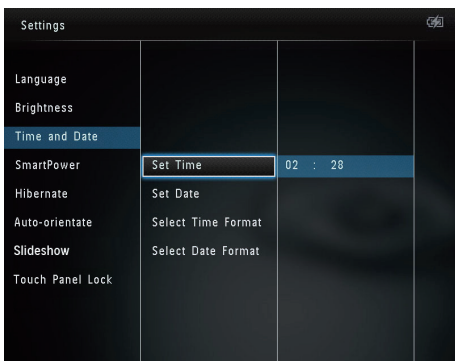 Settings
Language
Brightness
Time and Date
SmartPower
Set Time
02 : 28
Hibernate
Set Date
Auto-orientate
Select Time Format
Slideshow
Select Date Format
Touch Panel Lock